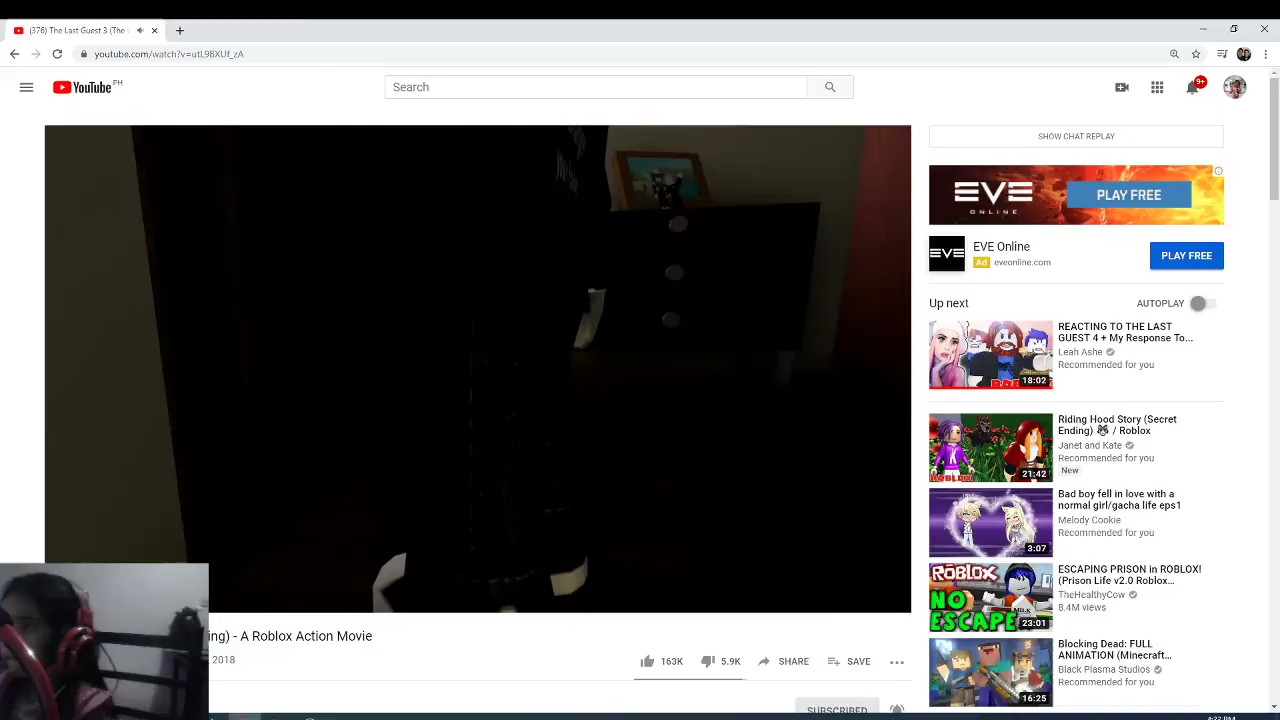 (376) The Last Guest 3 (The
youtube.com/watch?v=utL9BXUf_zA
YouTube PH
Search
9+
SHOW CHAT REPLAY
EVE
ONLINE
PLAY FREE
EVE
EVE Online
Ad eveonline.com
PLAY FREE
Up next
AUTOPLAY
REACTING TO THE LAST
GUEST 4 + My Response To...
Leah Ashe
Recommended for you
18:02
Riding Hood Story (Secret
Ending) 🐺 / Roblox
Janet and Kate
Recommended for you
New
ROBLOX
21:42
Bad boy fell in love with a
normal girl/gacha life eps1
Melody Cookie
3:07
ROBLOX
NO
ESCAPE
23:01
ESCAPING PRISON in ROBLOX!
(Prison Life v2.0 Roblox...
TheHealthyCow
8.4M views
Blocking Dead: FULL
ANIMATION (Minecraft...
Black Plasma Studios
Recommended for you
16:25
ing) - A Roblox Action Movie
2018
163K
5.9K
SHARE
SAVE
SUBSCRIBED
4:33 PM